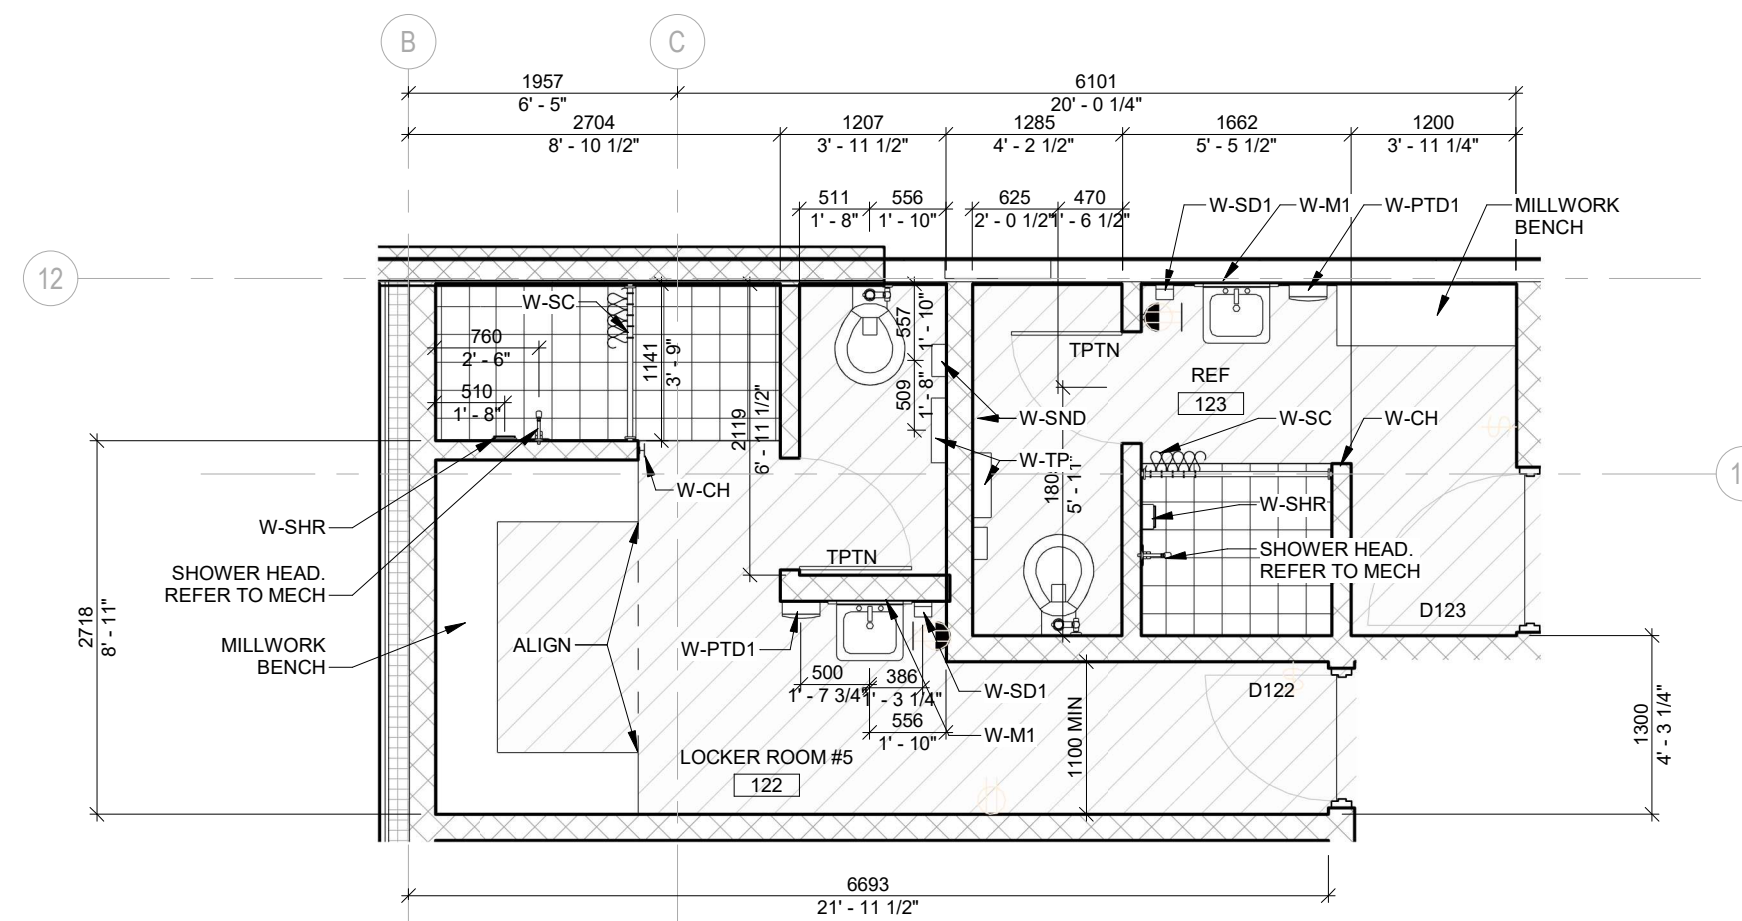 B
C
1957
6' - 5"
6101
20' - 0 1/4"
2704
8' - 10 1/2"
1207
3' - 11 1/2"
1285
4' - 2 1/2"
1662
5' - 5 1/2"
1200
3' - 11 1/4"
511
1' - 8"
556
1' - 10"
625
2' - 0 1/2"
470
1' - 6 1/2"
W-SD1
W-M1
W-PTD1
MILLWORK
BENCH
12
W-SC
760
2' - 6"
510
1' - 8"
1141
3' - 9"
2119
6' - 11 1/2"
557
1' - 10"
509
1' - 8"
TPTN
REF
123
W-SND
W-SC
W-CH
W-TP
W-CH
5' - 11"
W-SHR
W-SHR
SHOWER HEAD.
REFER TO MECH
SHOWER HEAD.
REFER TO MECH
TPTN
D123
2718
8' - 11"
MILLWORK
BENCH
ALIGN
W-PTD1
500
1' - 7 3/4"
386
1' - 3 1/4"
W-SD1
D122
556
1' - 10"
W-M1
1100 MIN
1300
4' - 3 1/4"
LOCKER ROOM #5
122
6693
21' - 11 1/2"